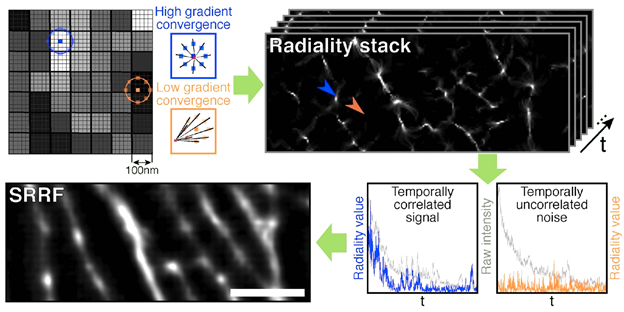 High gradient
convergence
Low gradient
convergence
100nm
Radiality stack
t
SRRF
Radiality value
Temporally
correlated
signal
t
Raw intensity
Temporally
uncorrelated
noise
t
Radiality value